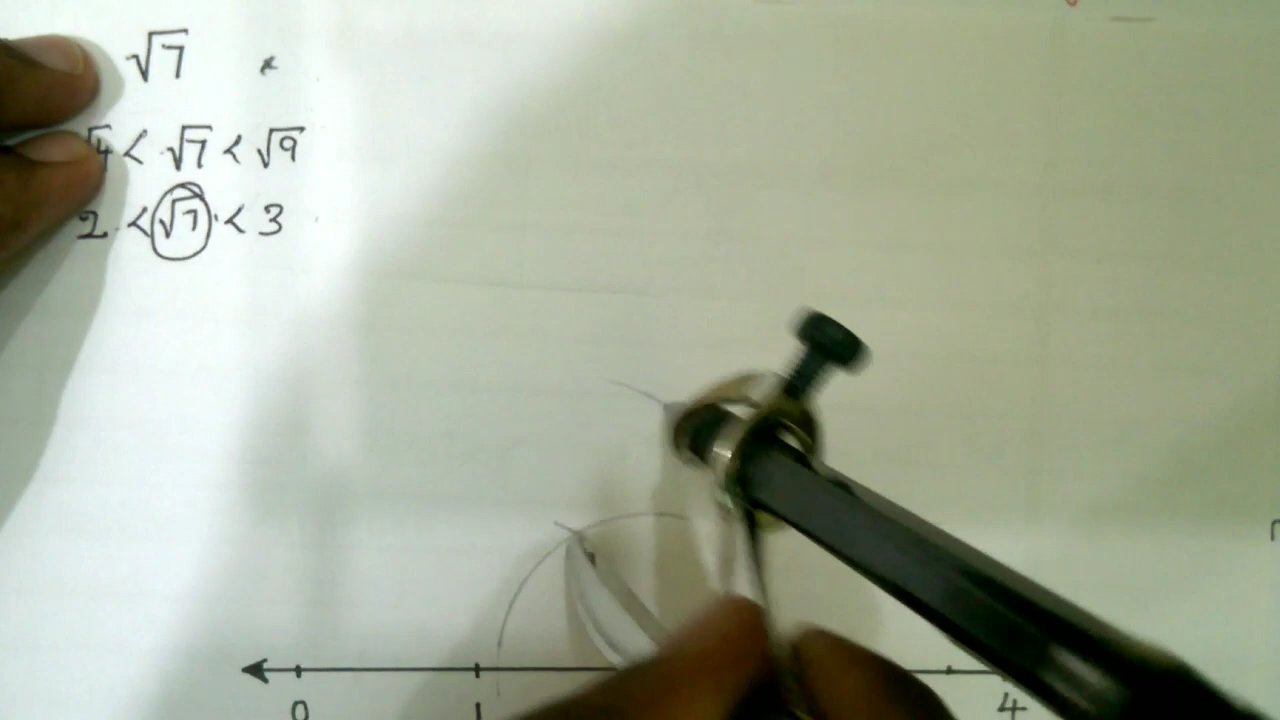 √7
√4 < √7 < √9
2 < √7 < 3
0 1 4